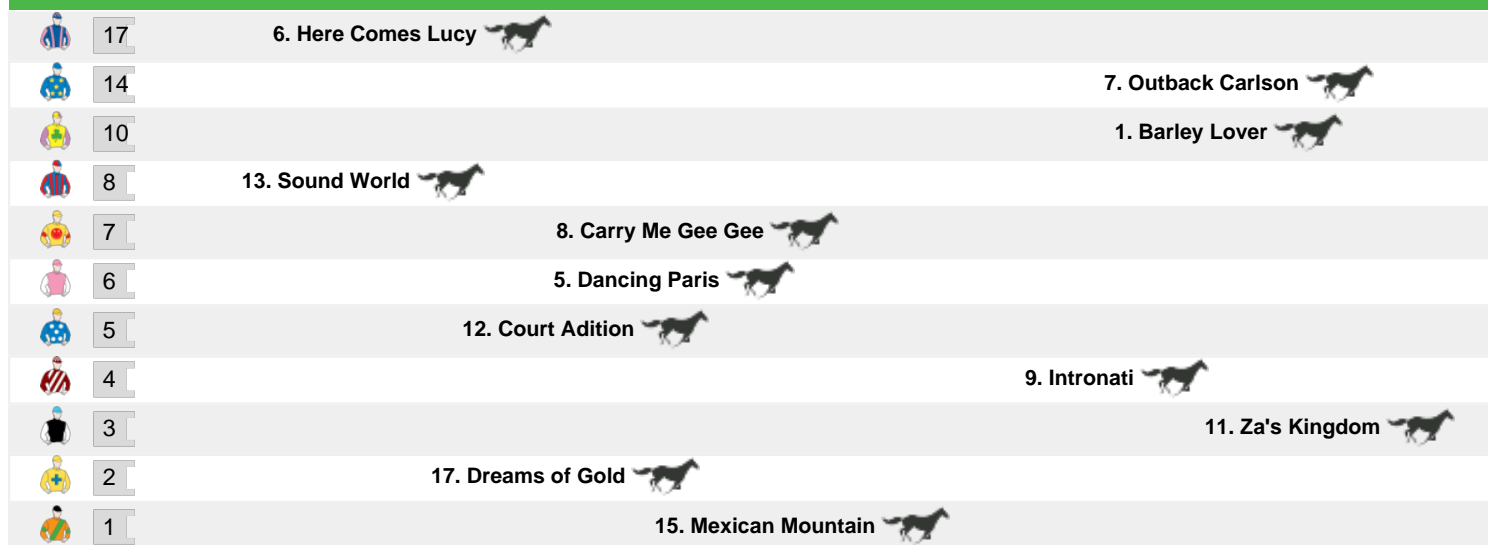 17 6. Here Comes Lucy
14 7. Outback Carlson
10 1. Barley Lover
8 13. Sound World
7 8. Carry Me Gee Gee
6 5. Dancing Paris
5 12. Court Adition
4 9. Intronati
3 11. Za's Kingdom
2 17. Dreams of Gold
1 15. Mexican Mountain